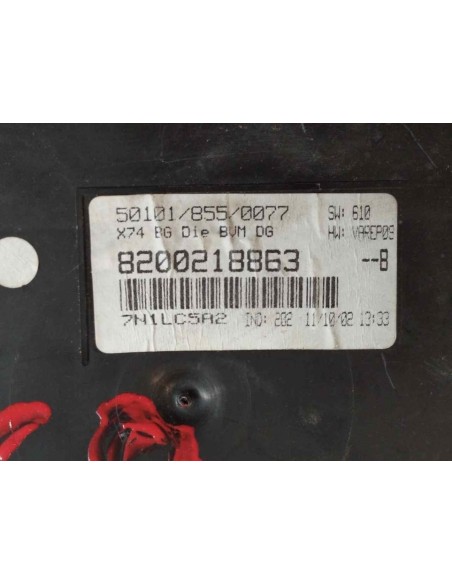 50101/855/0077 SW: 610
X74 BG Die BVM DG HW: VAREP09
8200218863 --B
7N1LC5A2 IND: 202 11/10/02 13:33